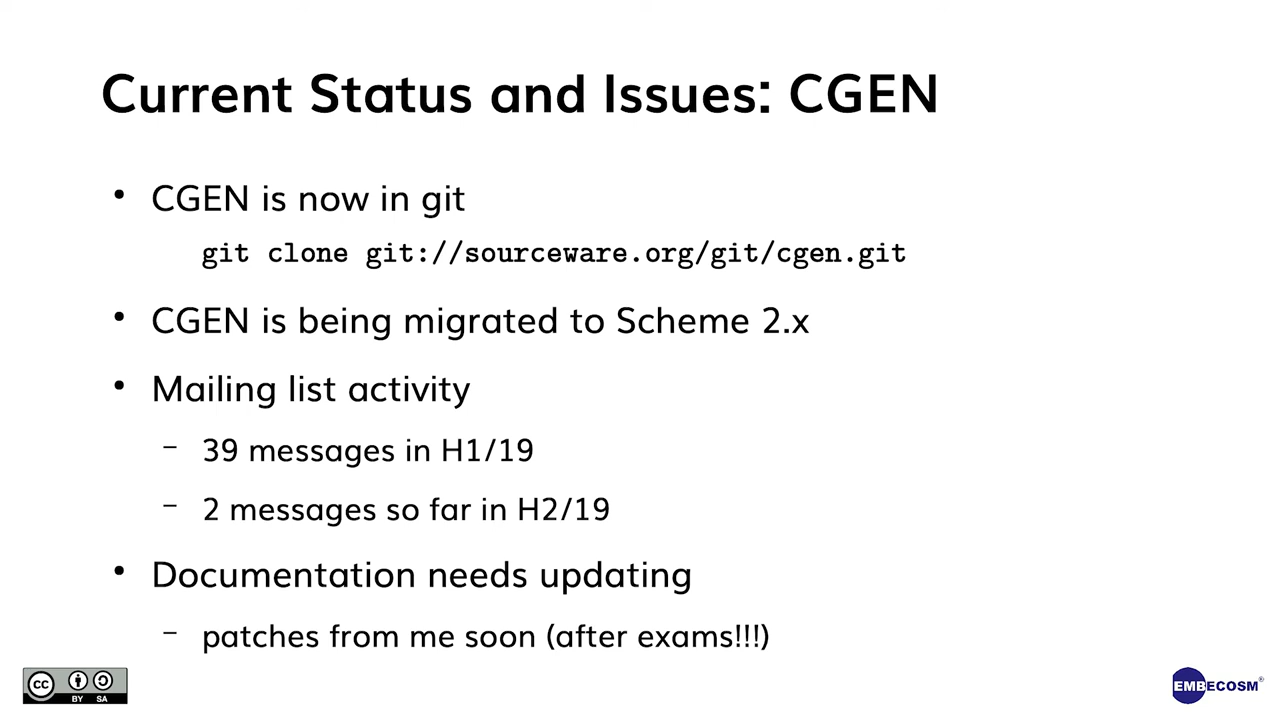 Current Status and Issues: CGEN
• CGEN is now in git
git clone git://sourceware.org/git/cgen.git
• CGEN is being migrated to Scheme 2.x
• Mailing list activity
– 39 messages in H1/19
– 2 messages so far in H2/19
• Documentation needs updating
– patches from me soon (after exams!!!)
cc BY SA
EMBECOSM®